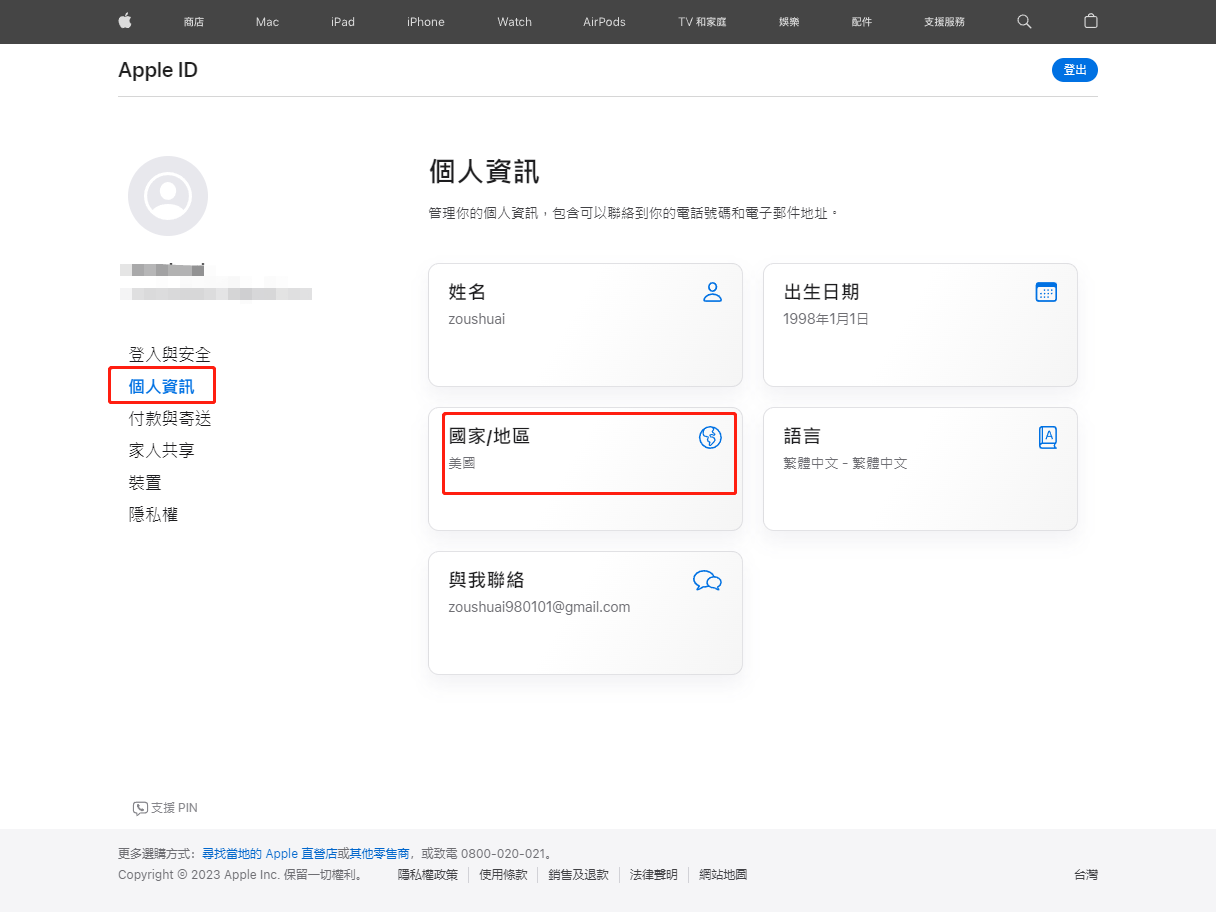 商店 Mac iPad iPhone Watch AirPods TV 和家庭 娛樂 配件 支援服務
Apple ID
登出
個人資訊
管理你的個人資訊，包含可以聯絡到你的電話號碼和電子郵件地址。
登入與安全
個人資訊
付款與寄送
家人共享
裝置
隱私權
姓名
zoushuai
出生日期
1998年1月1日
國家/地區
美國
語言
A
繁體中文 - 繁體中文
與我聯絡
zoushuai980101@gmail.com
支援 PIN
更多選購方式：尋找當地的 Apple 直營店或其他零售商，或致電 0800-020-021。
Copyright © 2023 Apple Inc. 保留一切權利。 隱私權政策 使用條款 銷售及退款 法律聲明 網站地圖 台灣